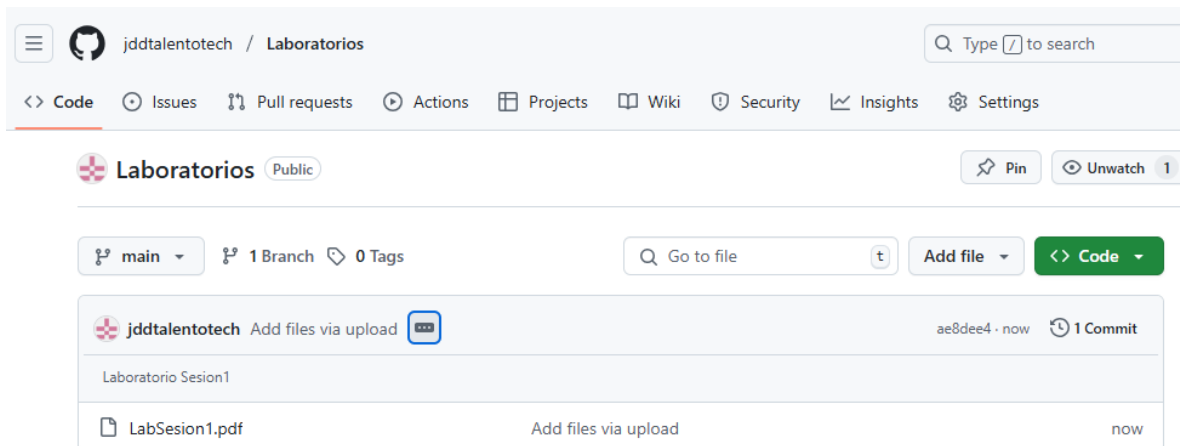 jddtalentotech / Laboratorios
Type / to search
Code Issues Pull requests Actions Projects Wiki Security Insights Settings
Laboratorios Public
Pin Unwatch 1
main 1 Branch 0 Tags Go to file t Add file Code
jddtalentotech Add files via upload ae8dee4 · now 1 Commit
Laboratorio Sesion1
LabSesion1.pdf Add files via upload now